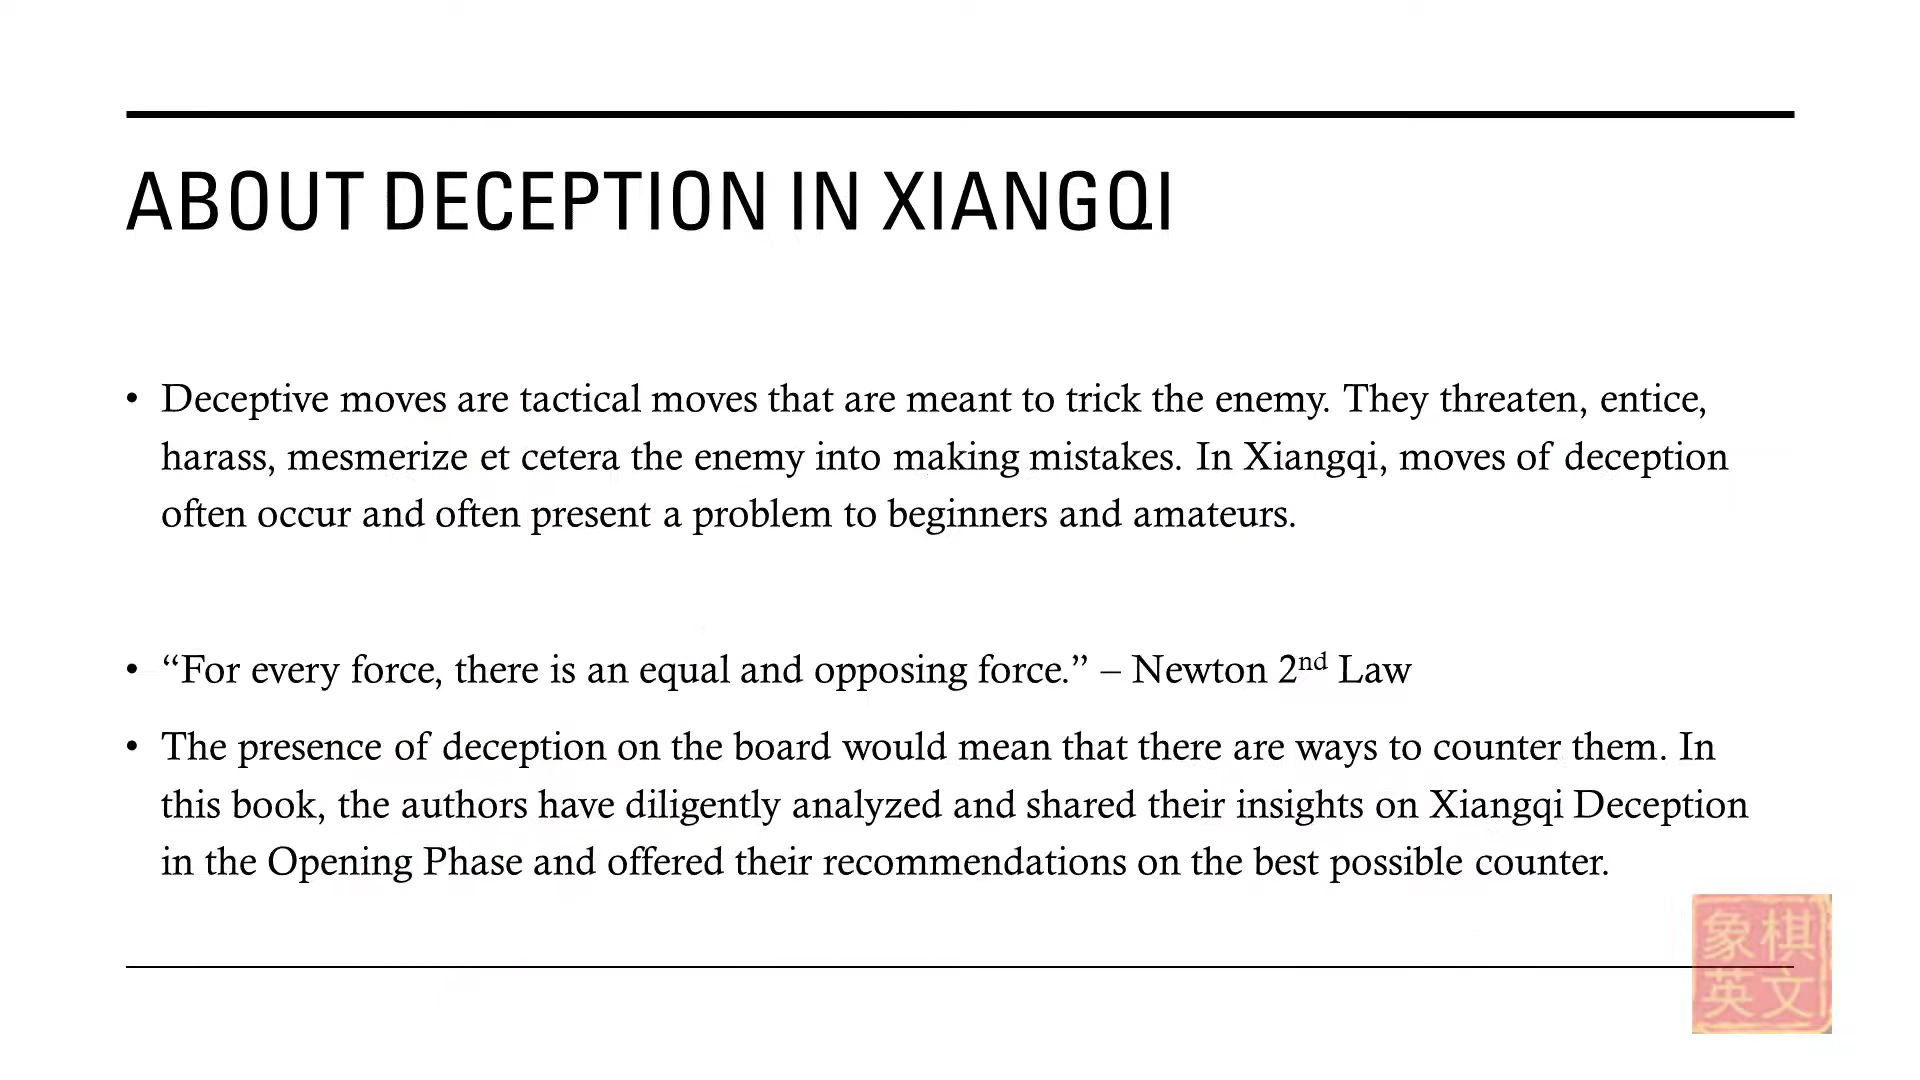 ABOUT DECEPTION IN XIANGQI
• Deceptive moves are tactical moves that are meant to trick the enemy. They threaten, entice,
harass, mesmerize et cetera the enemy into making mistakes. In Xiangqi, moves of deception
often occur and often present a problem to beginners and amateurs.
• “For every force, there is an equal and opposing force.” – Newton 2nd Law
• The presence of deception on the board would mean that there are ways to counter them. In
this book, the authors have diligently analyzed and shared their insights on Xiangqi Deception
in the Opening Phase and offered their recommendations on the best possible counter.
象棋
英文